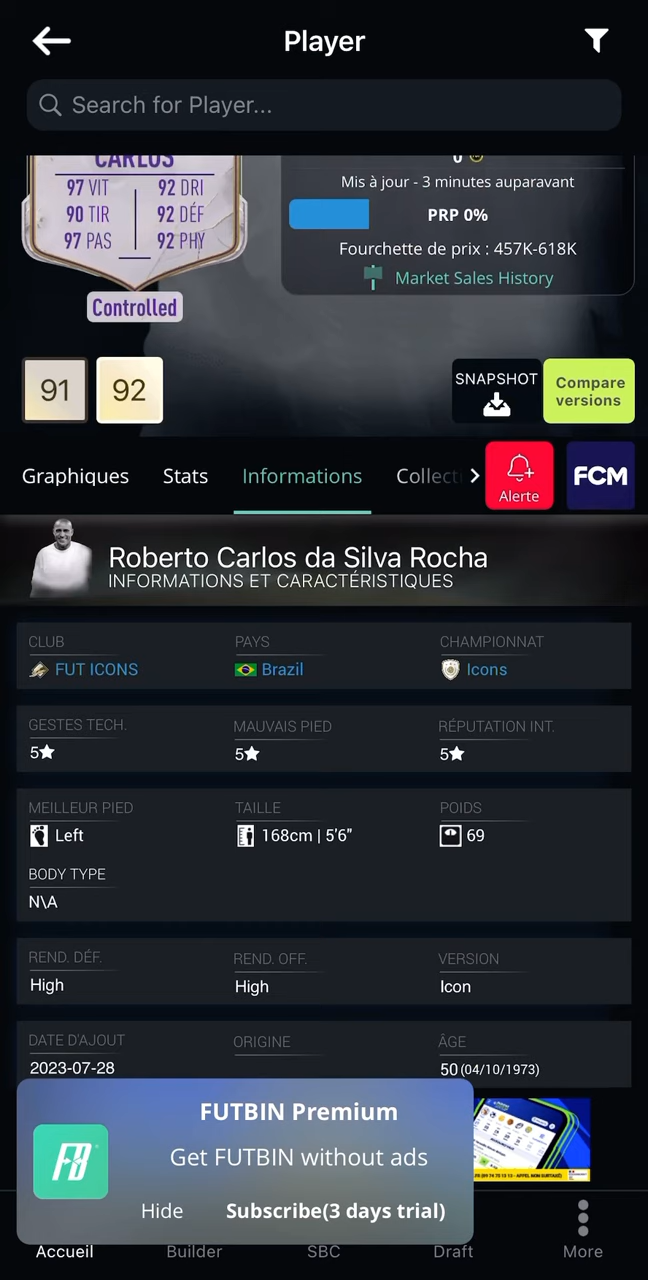 Player
Search for Player...
CARLOS
97 VIT 92 DRI
90 TIR 92 DÉF
97 PAS 92 PHY
Controlled
0
Mis à jour - 3 minutes auparavant
PRP 0%
Fourchette de prix : 457K-618K
Market Sales History
91 92
SNAPSHOT
Compare
versions
Graphiques Stats Informations Collect
Alerte
FCM
Roberto Carlos da Silva Rocha
INFORMATIONS ET CARACTÉRISTIQUES
CLUB PAYS CHAMPIONNAT
FUT ICONS Brazil Icons
GESTES TECH. MAUVAIS PIED RÉPUTATION INT.
5★ 5★ 5★
MEILLEUR PIED TAILLE POIDS
Left 168cm | 5'6" 69
BODY TYPE
N\A
REND. DÉF. REND. OFF. VERSION
High High Icon
DATE D'AJOUT ORIGINE ÂGE
2023-07-28 50 (04/10/1973)
FUTBIN Premium
Get FUTBIN without ads
Hide Subscribe(3 days trial)
Accueil Builder SBC Draft More